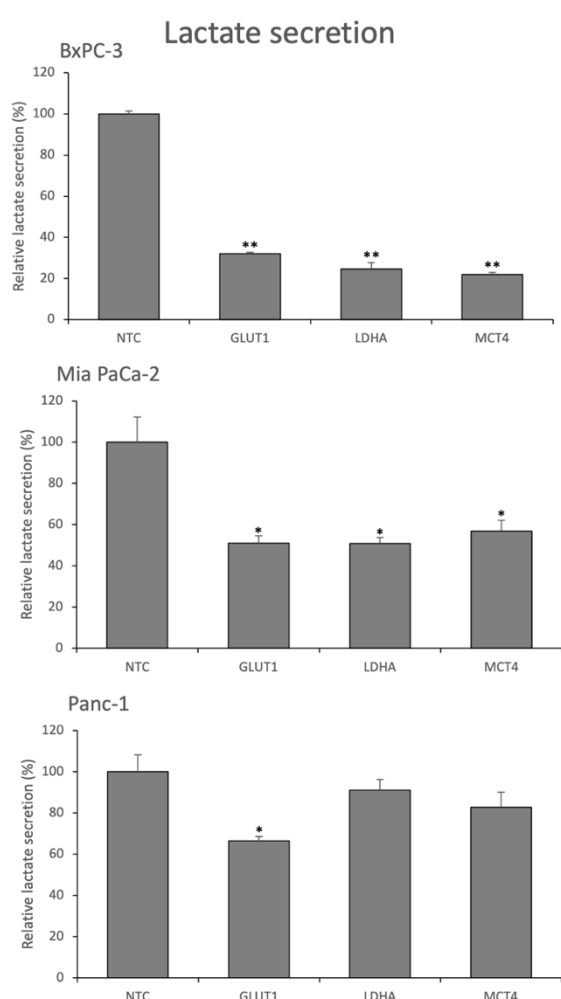 Lactate secretion
BxPC-3
Relative lactate secretion (%)
120
100
80
60
40
20
0
** ** **
NTC GLUT1 LDHA MCT4
Mia PaCa-2
Relative lactate secretion (%)
120
100
80
60
40
20
0
* * *
NTC GLUT1 LDHA MCT4
Panc-1
Relative lactate secretion (%)
120
100
80
60
40
20
0
*
NTC GLUT1 LDHA MCT4